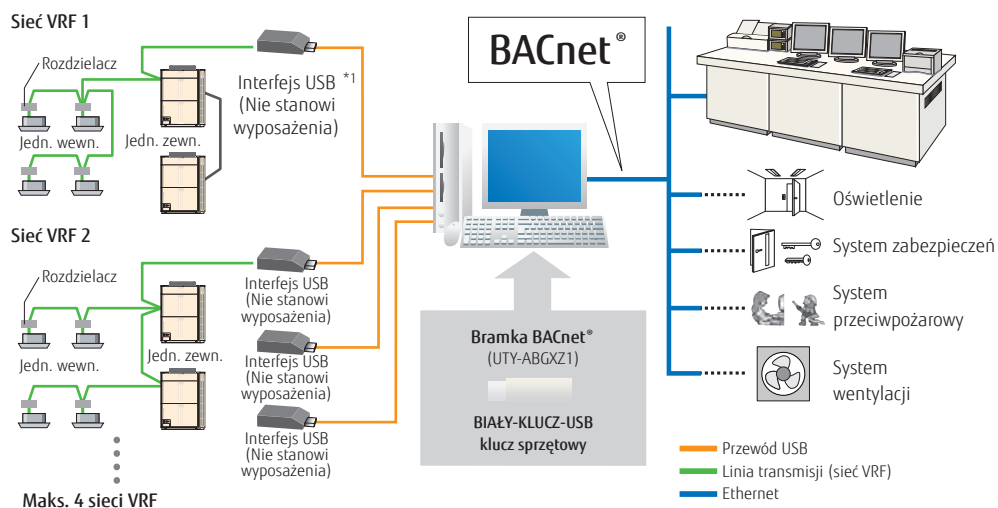 Sieć VRF 1
Rozdzielacz
Jedn. wewn.
Jedn. zewn.
Interfejs USB *1
(Nie stanowi
wyposażenia)
BACnet®
Sieć VRF 2
Rozdzielacz
Jedn. wewn.
Jedn. zewn.
Interfejs USB
(Nie stanowi
wyposażenia)
Interfejs USB
(Nie stanowi
wyposażenia)
Interfejs USB
(Nie stanowi
wyposażenia)
Maks. 4 sieci VRF
Bramka BACnet®
(UTY-ABGXZ1)
BIAŁY-KLUCZ-USB
klucz sprzętowy
Oświetlenie
System zabezpieczeń
System
przeciwpożarowy
System
wentylacji
Przewód USB
Linia transmisji (sieć VRF)
Ethernet